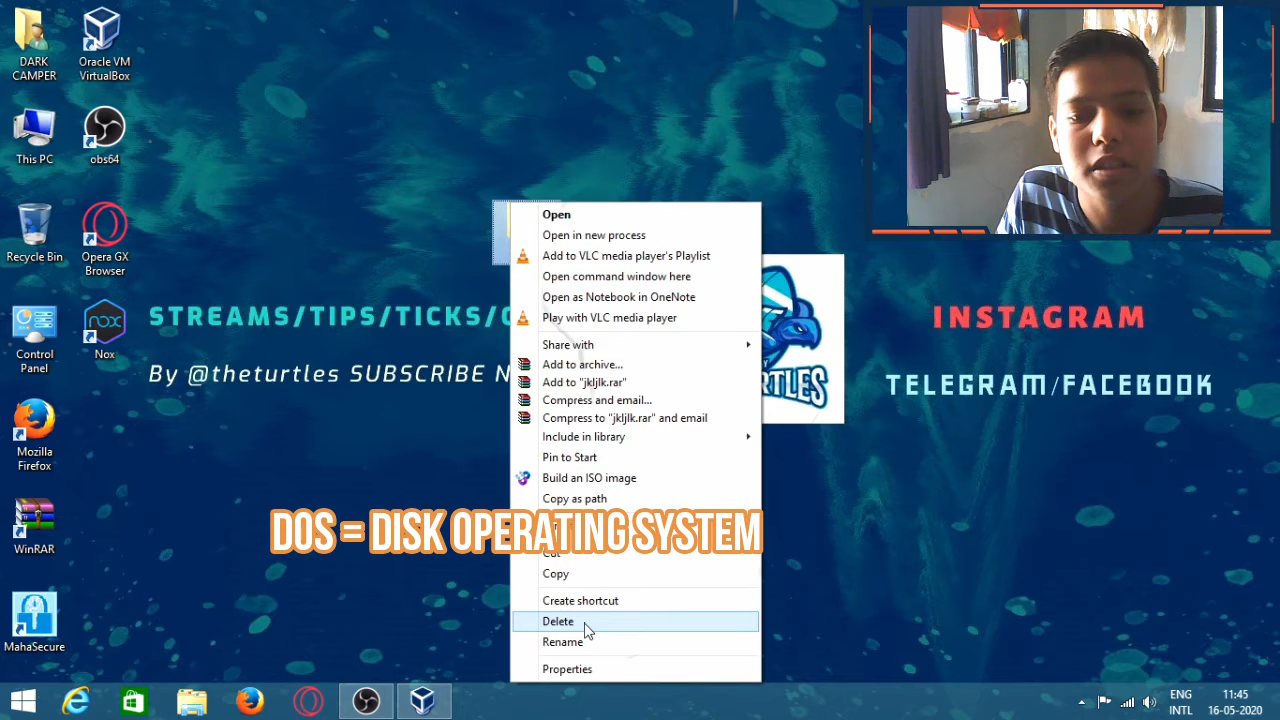 DARK
CAMPER
Oracle VM
VirtualBox
This PC
obs64
Recycle Bin
Opera GX
Browser
Control
Panel
Nox
Mozilla
Firefox
WinRAR
MahaSecure
STREAMS/TIPS/TICKS/
By @theturtles SUBSCRIBE N
INSTAGRAM
TELEGRAM/FACEBOOK
Open
Open in new process
Add to VLC media player's Playlist
Open command window here
Open as Notebook in OneNote
Play with VLC media player
Share with
Add to archive...
Add to "jkljlk.rar"
Compress and email...
Compress to "jkljlk.rar" and email
Include in library
Pin to Start
Build an ISO image
Copy as path
DOS = DISK OPERATING SYSTEM
Cut
Copy
Create shortcut
Delete
Rename
Properties
ENG
INTL
11:45
16-05-2020